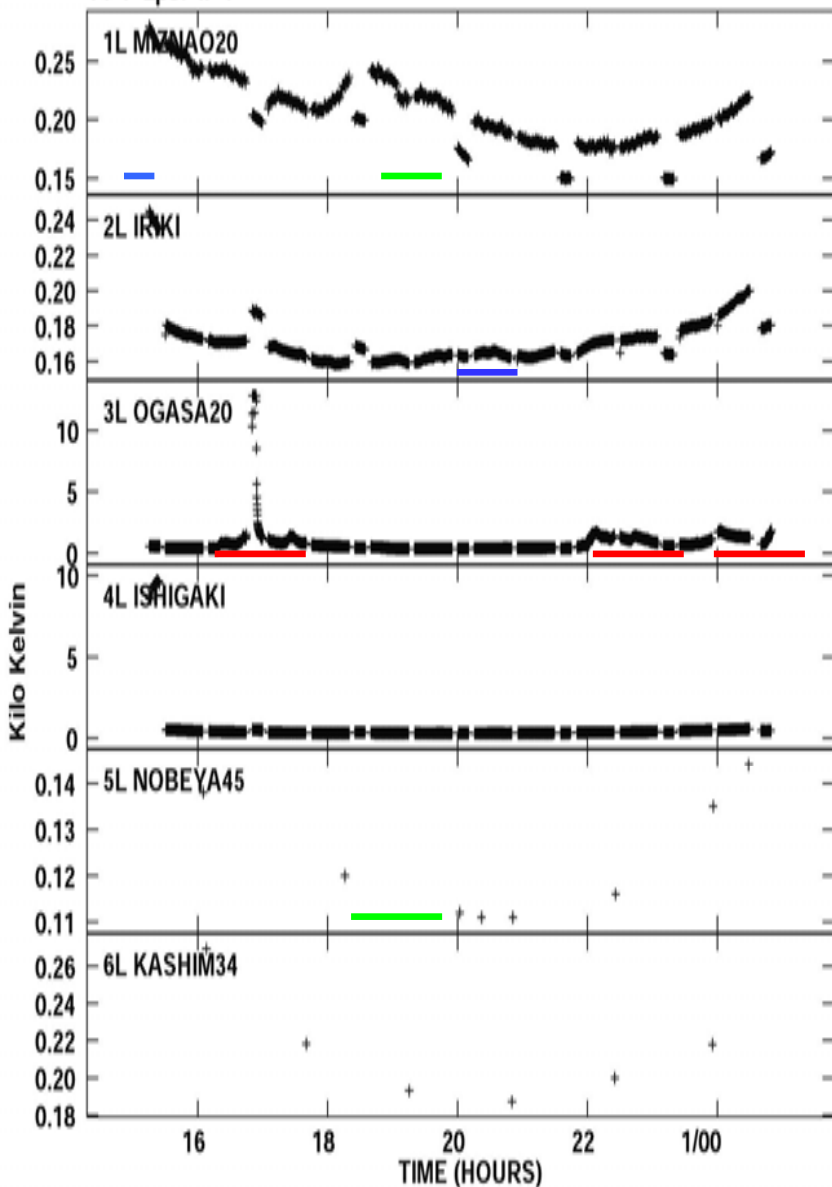 1L MIZNAO20
0.25
0.20
0.15
2L IRIKI
0.24
0.22
0.20
0.18
0.16
3L OGASA20
10
5
0
4L ISHIGAKI
10
5
0
5L NOBEYA45
0.14
0.13
0.12
0.11
6L KASHIM34
0.26
0.24
0.22
0.20
0.18
Kilo Kelvin
16 18 20 22 1/00
TIME (HOURS)